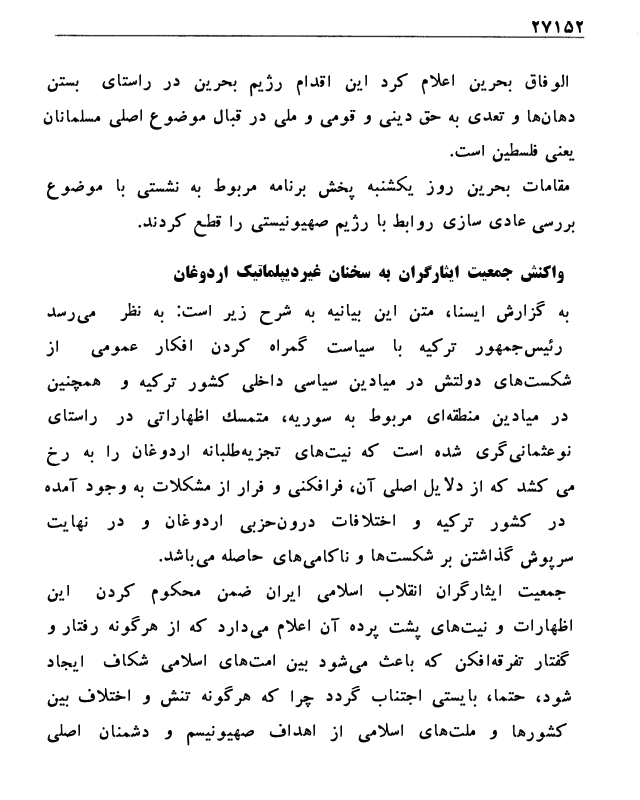 ۲۷۱۵۲
الوفاق بحرین اعلام کرد این اقدام رژیم بحرین در راستای بستن
دهان‌ها و تعدی به حق دینی و قومی و ملی در قبال موضوع اصلی مسلمانان
یعنی فلسطین است.
مقامات بحرین روز یکشنبه پخش برنامه مربوط به نشستی با موضوع
بررسی عادی سازی روابط با رژیم صهیونیستی را قطع کردند.
واکنش جمعیت ایثارگران به سخنان غیردیپلماتیک اردوغان
به گزارش ایسنا، متن این بیانیه به شرح زیر است: به نظر می‌رسد
رئیس‌جمهور ترکیه با سیاست گمراه کردن افکار عمومی از
شکست‌های دولتش در میادین سیاسی داخلی کشور ترکیه و همچنین
در میادین منطقه‌ای مربوط به سوریه، متمسك اظهاراتی در راستای
نوعثمانی‌گری شده است که نیت‌های تجزیه‌طلبانه اردوغان را به رخ
می کشد که از دلایل اصلی آن، فرافکنی و فرار از مشکلات به وجود آمده
در کشور ترکیه و اختلافات درون‌حزبی اردوغان و در نهایت
سرپوش گذاشتن بر شکست‌ها و ناکامی‌های حاصله می‌باشد.
جمعیت ایثارگران انقلاب اسلامی ایران ضمن محکوم کردن این
اظهارات و نیت‌های پشت پرده آن اعلام می‌دارد که از هرگونه رفتار و
گفتار تفرقه‌افکن که باعث می‌شود بین امت‌های اسلامی شکاف ایجاد
شود، حتما، بایستی اجتناب گردد چرا که هرگونه تنش و اختلاف بین
کشورها و ملت‌های اسلامی از اهداف صهیونیسم و دشمنان اصلی